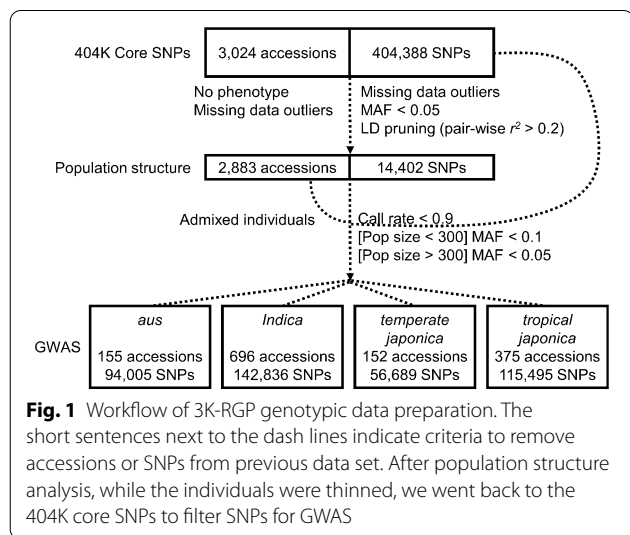 404K Core SNPs
3,024 accessions
404,388 SNPs
No phenotype
Missing data outliers
Missing data outliers
MAF < 0.05
LD pruning (pair-wise r² > 0.2)
Population structure
2,883 accessions
14,402 SNPs
Admixed individuals
Call rate < 0.9
[Pop size < 300] MAF < 0.1
[Pop size > 300] MAF < 0.05
GWAS
aus
155 accessions
94,005 SNPs
Indica
696 accessions
142,836 SNPs
temperate
japonica
152 accessions
56,689 SNPs
tropical
japonica
375 accessions
115,495 SNPs
Fig. 1 Workflow of 3K-RGP genotypic data preparation. The
short sentences next to the dash lines indicate criteria to remove
accessions or SNPs from previous data set. After population structure
analysis, while the individuals were thinned, we went back to the
404K core SNPs to filter SNPs for GWAS